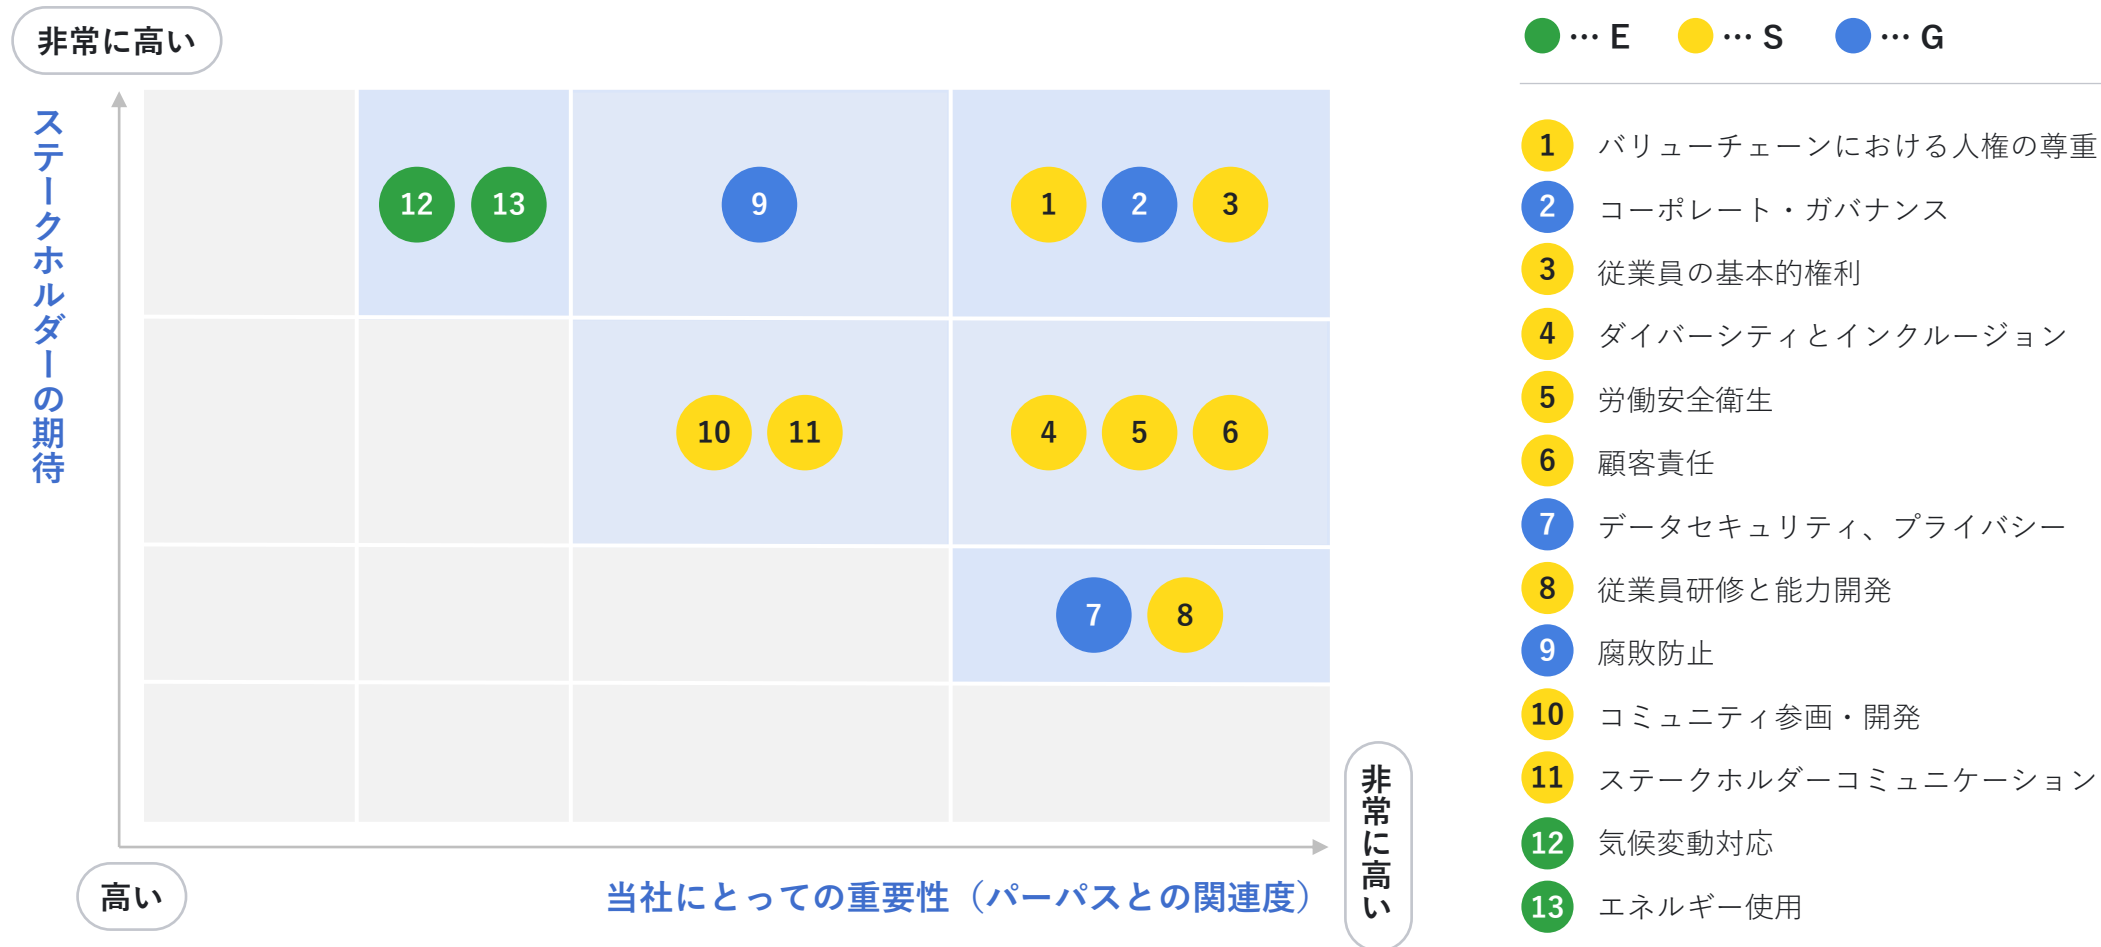 非常に高い
ステークホルダーの期待
12 13 9 1 2 3
10 11 4 5 6
7 8
高い
当社にとっての重要性（パーパスとの関連度）
非常に高い
… E … S … G
1 バリューチェーンにおける人権の尊重
2 コーポレート・ガバナンス
3 従業員の基本的権利
4 ダイバーシティとインクルージョン
5 労働安全衛生
6 顧客責任
7 データセキュリティ、プライバシー
8 従業員研修と能力開発
9 腐敗防止
10 コミュニティ参画・開発
11 ステークホルダーコミュニケーション
12 気候変動対応
13 エネルギー使用